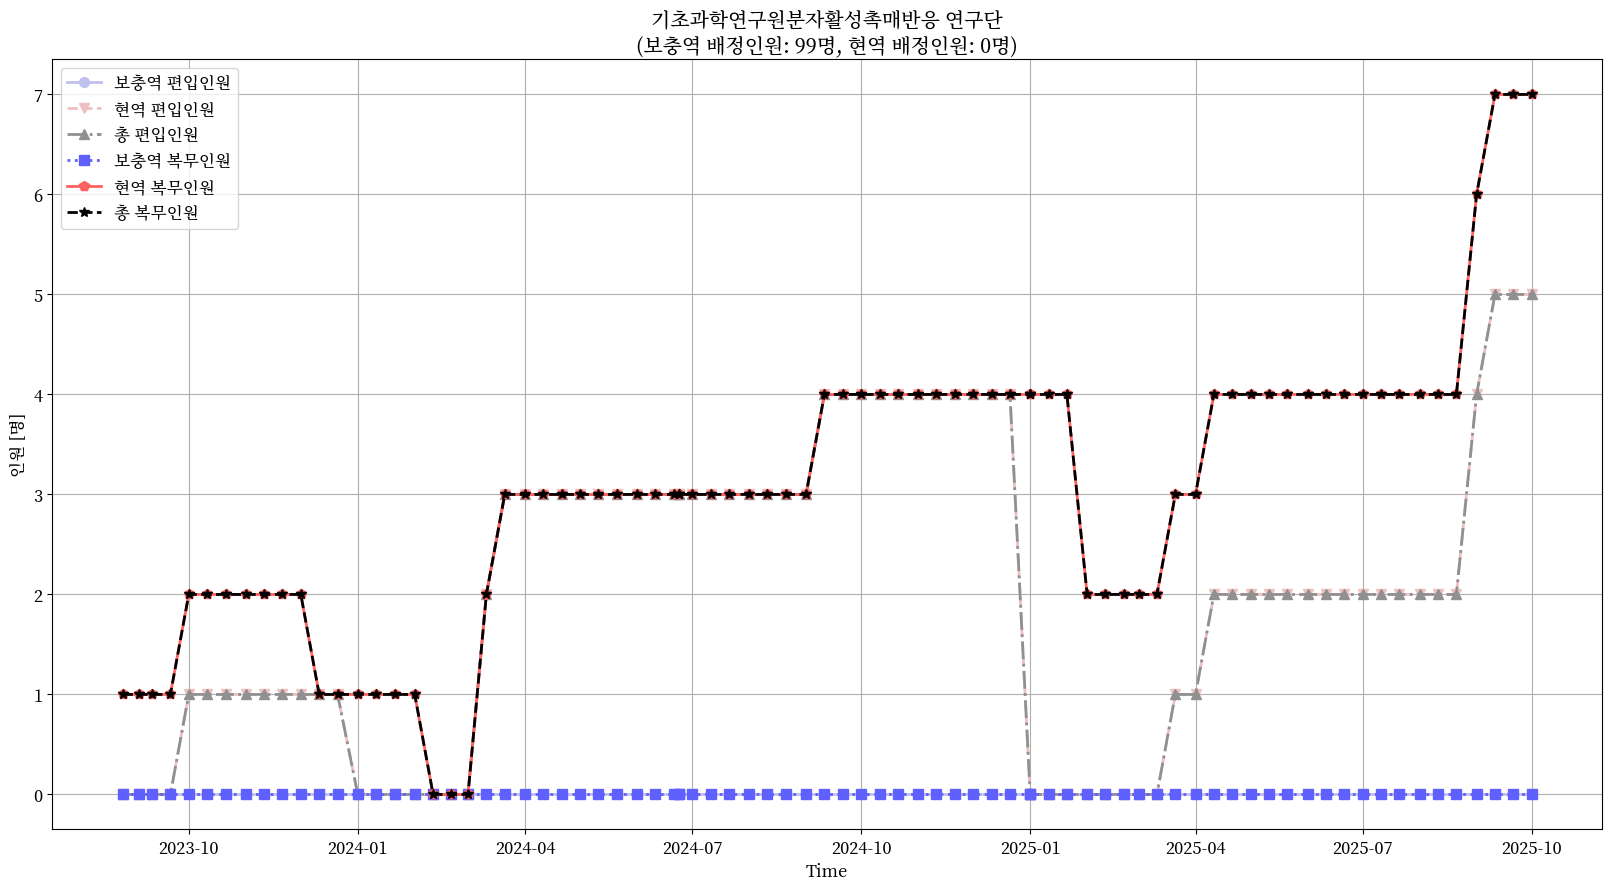 기초과학연구원분자활성촉매반응 연구단
(보충역 배정인원: 99명, 현역 배정인원: 0명)
보충역 편입인원
현역 편입인원
총 편입인원
보충역 복무인원
현역 복무인원
총 복무인원
인원 [명]
7
6
5
4
3
2
1
0
2023-10 2024-01 2024-04 2024-07 2024-10 2025-01 2025-04 2025-07 2025-10
Time